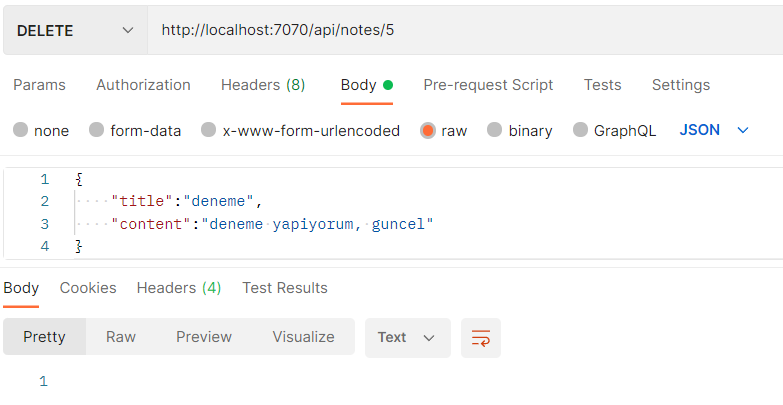 DELETE http://localhost:7070/api/notes/5
Params Authorization Headers (8) Body Pre-request Script Tests Settings
none form-data x-www-form-urlencoded raw binary GraphQL JSON
1 {
2 "title":"deneme",
3 "content":"deneme yapiyorum, guncel"
4 }
Body Cookies Headers (4) Test Results
Pretty Raw Preview Visualize Text
1